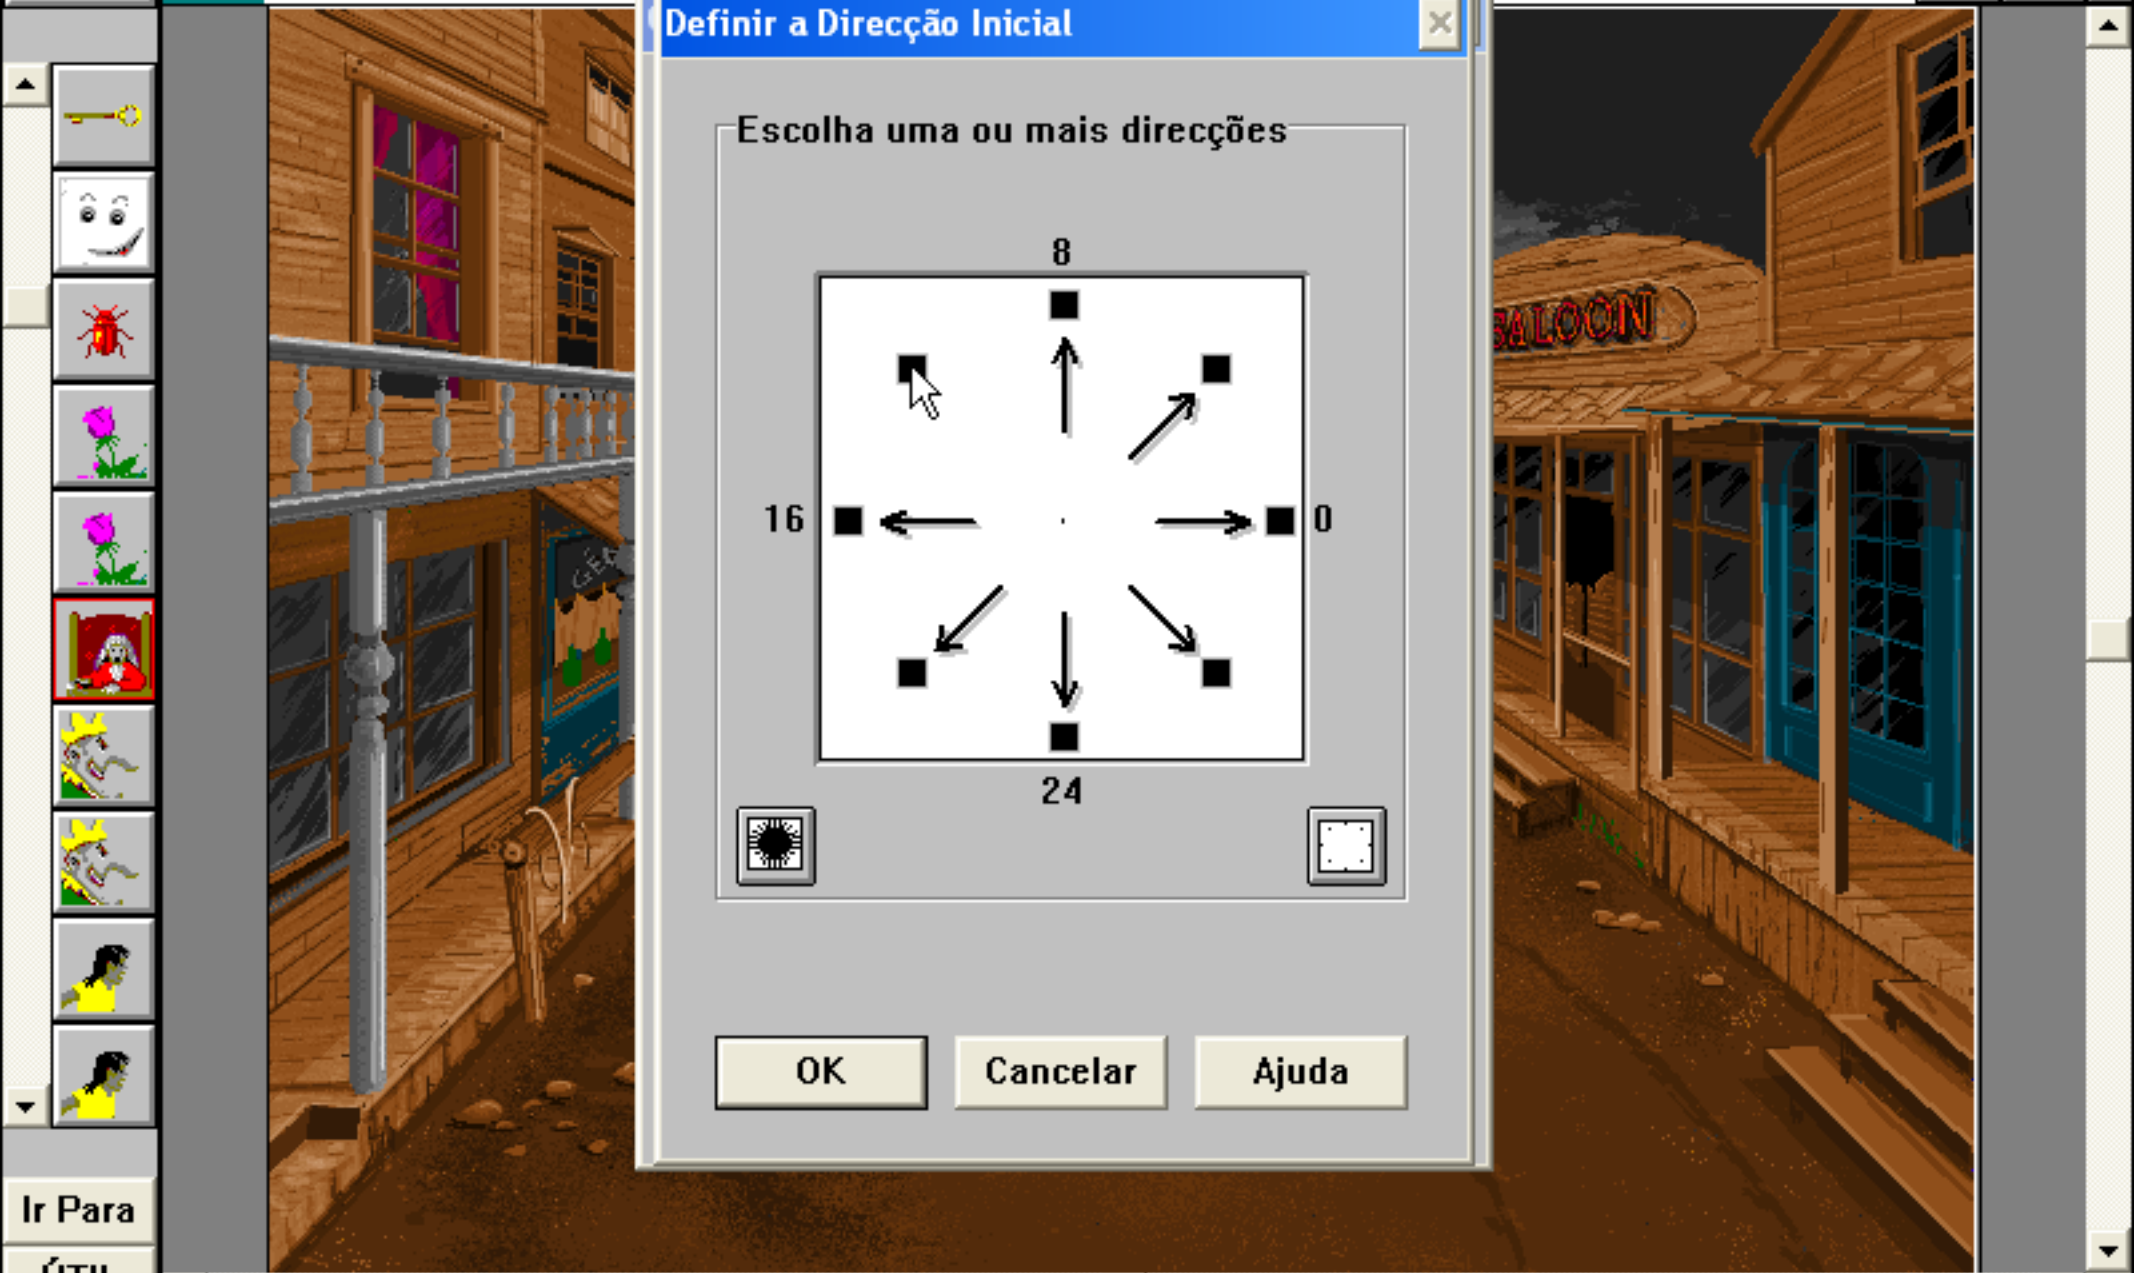 Definir a Direcção Inicial
Escolha uma ou mais direcções
8
SALOON
16
0
24
OK
Cancelar
Ajuda
Ir Para